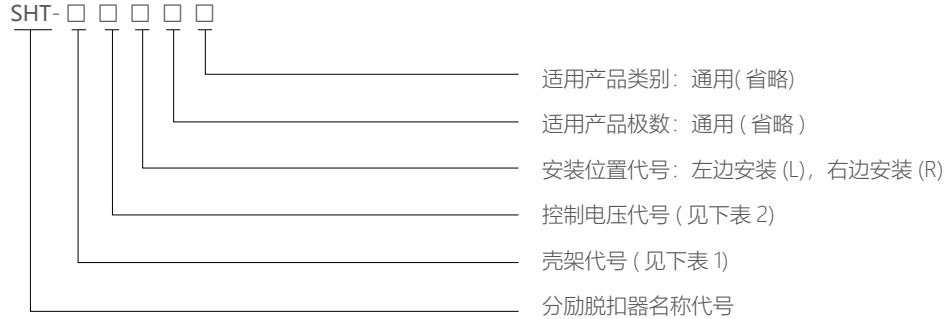 SHT-□ □ □ □ □
适用产品类别：通用(省略)
适用产品极数：通用(省略)
安装位置代号：左边安装(L)，右边安装(R)
控制电压代号(见下表2)
壳架代号(见下表1)
分励脱扣器名称代号